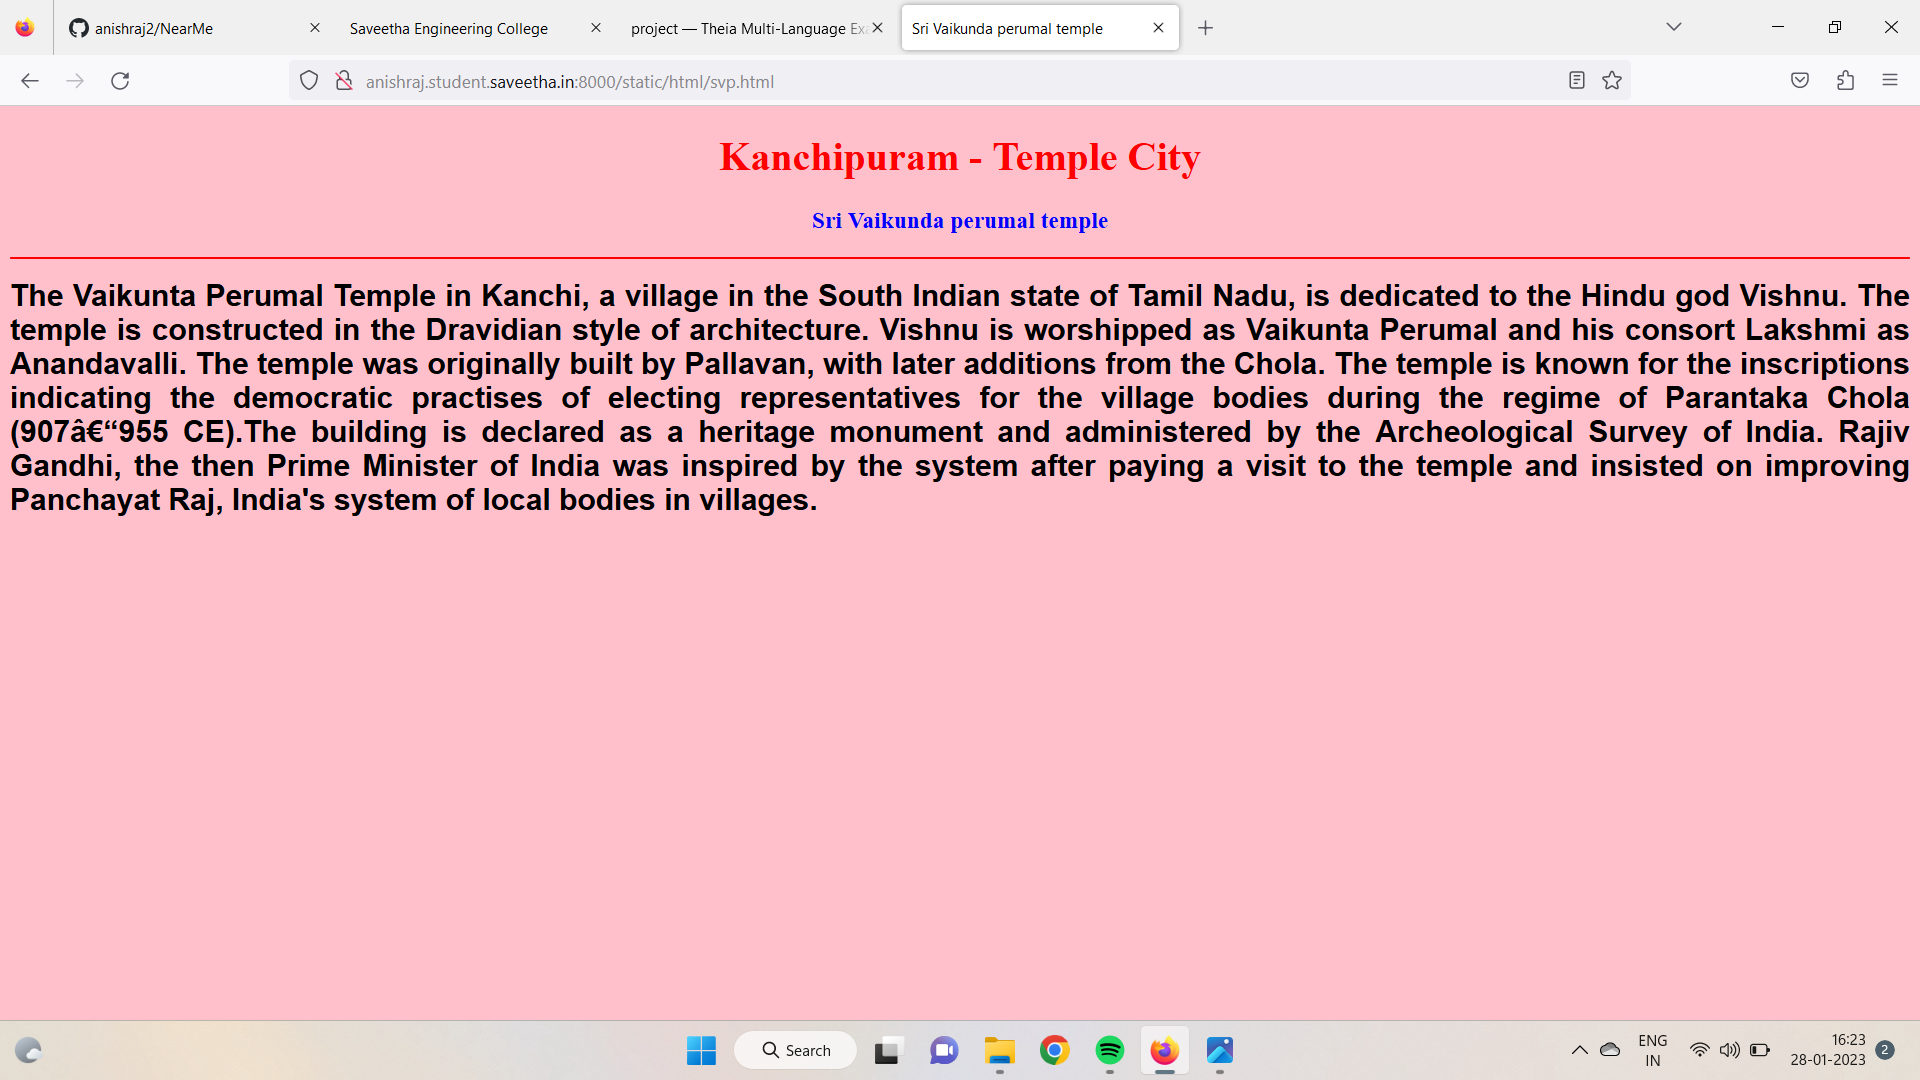 anishraj2/NearMe
Saveetha Engineering College
project — Theia Multi-Language Ex
Sri Vaikunda perumal temple
anishraj.student.saveetha.in:8000/static/html/svp.html
Kanchipuram - Temple City
Sri Vaikunda perumal temple
The Vaikunta Perumal Temple in Kanchi, a village in the South Indian state of Tamil Nadu, is dedicated to the Hindu god Vishnu. The
temple is constructed in the Dravidian style of architecture. Vishnu is worshipped as Vaikunta Perumal and his consort Lakshmi as
Anandavalli. The temple was originally built by Pallavan, with later additions from the Chola. The temple is known for the inscriptions
indicating the democratic practises of electing representatives for the village bodies during the regime of Parantaka Chola
(907â€“955 CE).The building is declared as a heritage monument and administered by the Archeological Survey of India. Rajiv
Gandhi, the then Prime Minister of India was inspired by the system after paying a visit to the temple and insisted on improving
Panchayat Raj, India's system of local bodies in villages.
Search
ENG
IN
16:23
28-01-2023
2